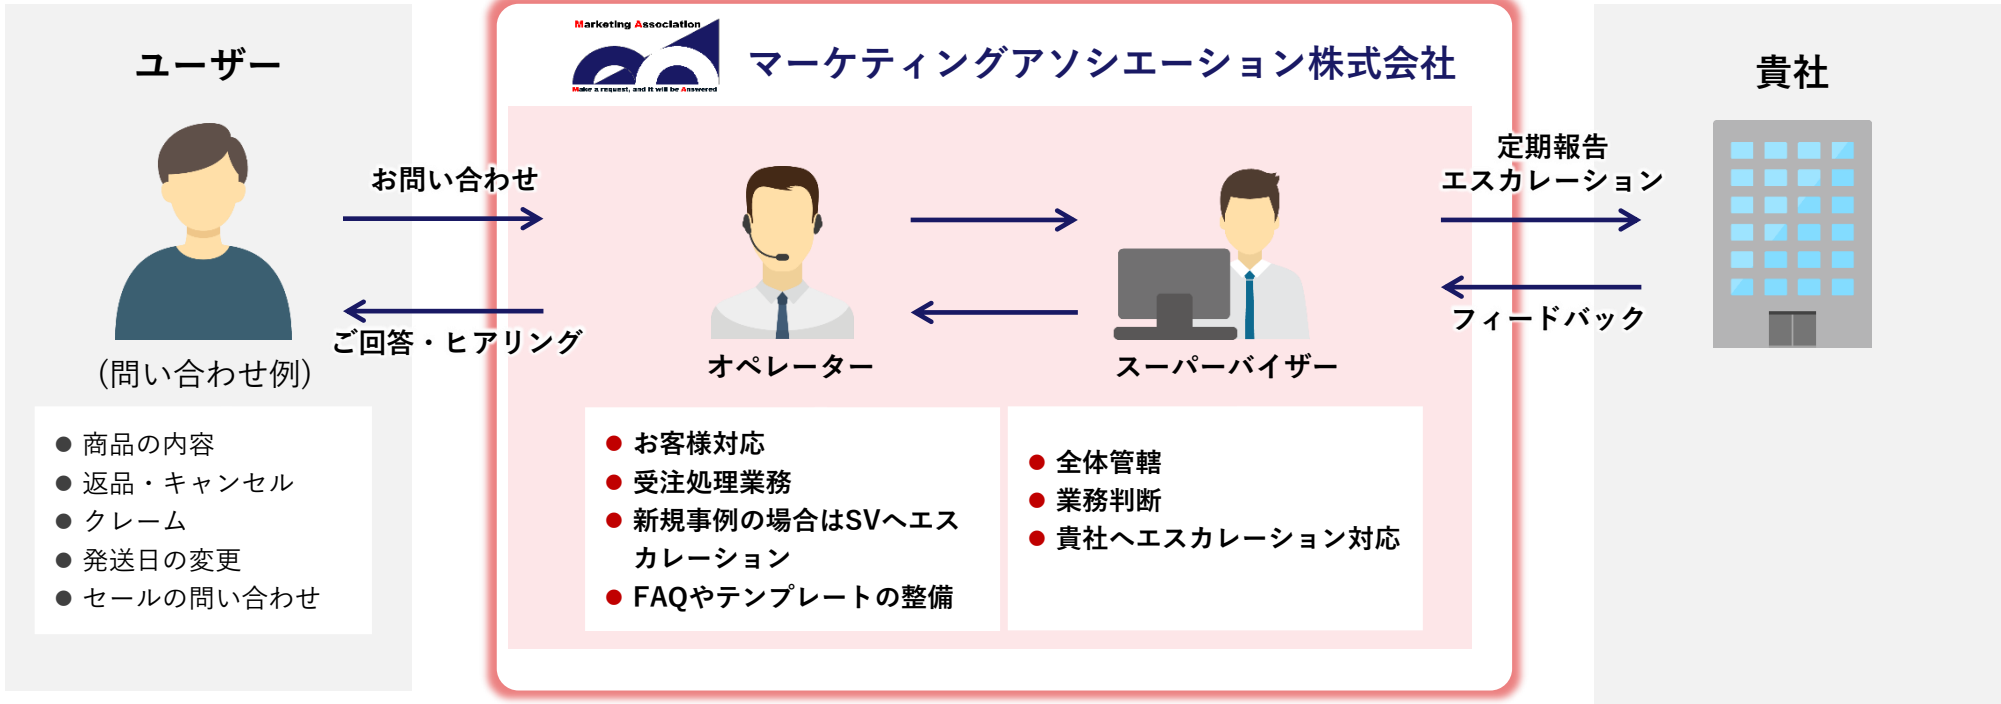 ユーザー
お問い合わせ
ご回答・ヒアリング
(問い合わせ例)
商品の内容
返品・キャンセル
クレーム
発送日の変更
セールの問い合わせ
Marketing Association
Make a request, and it will be Answered
マーケティングアソシエーション株式会社
オペレーター
お客様対応
受注処理業務
新規事例の場合はSVへエス
カレーション
FAQやテンプレートの整備
スーパーバイザー
全体管轄
業務判断
貴社へエスカレーション対応
定期報告
エスカレーション
フィードバック
貴社